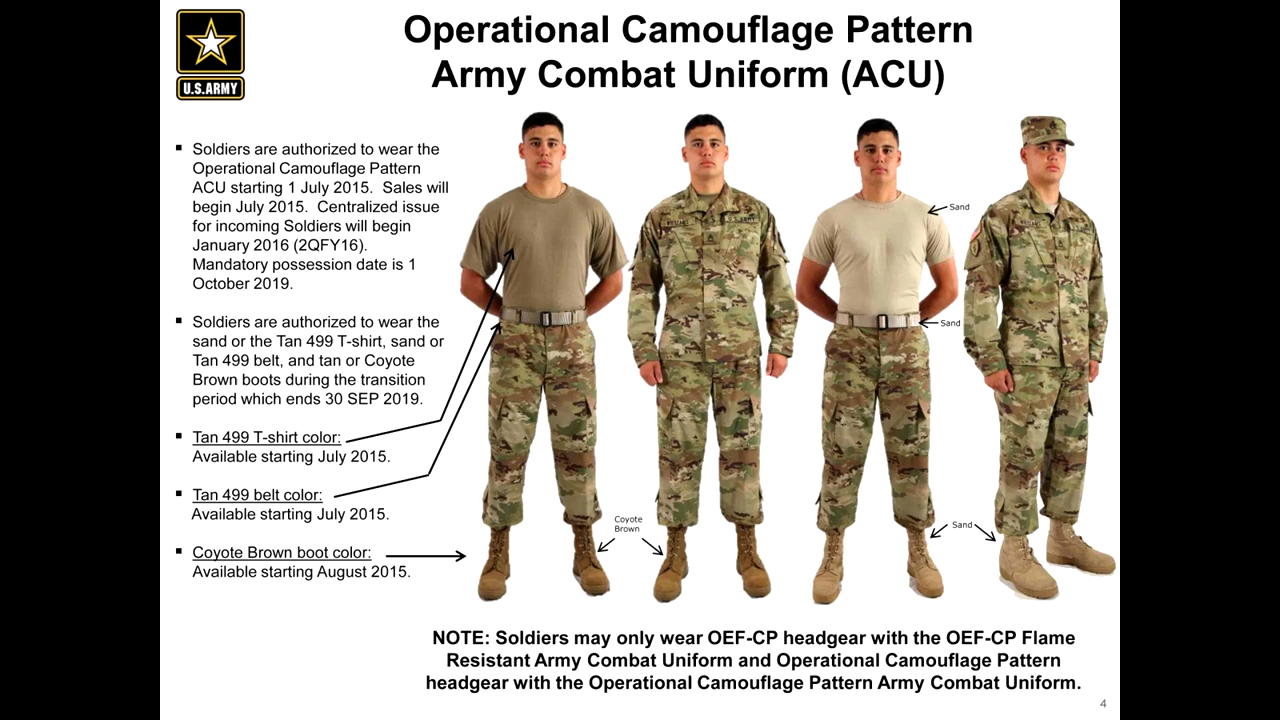 Operational Camouflage Pattern
Army Combat Uniform (ACU)
U.S.ARMY
▪ Soldiers are authorized to wear the
Operational Camouflage Pattern
ACU starting 1 July 2015. Sales will
begin July 2015. Centralized issue
for incoming Soldiers will begin
January 2016 (2QFY16).
Mandatory possession date is 1
October 2019.
▪ Soldiers are authorized to wear the
sand or the Tan 499 T-shirt, sand or
Tan 499 belt, and tan or Coyote
Brown boots during the transition
period which ends 30 SEP 2019.
▪ Tan 499 T-shirt color:
Available starting July 2015.
▪ Tan 499 belt color:
Available starting July 2015.
▪ Coyote Brown boot color:
Available starting August 2015.
Sand
Sand
Coyote
Brown
Sand
U.S. ARMY
NOTE: Soldiers may only wear OEF-CP headgear with the OEF-CP Flame
Resistant Army Combat Uniform and Operational Camouflage Pattern
headgear with the Operational Camouflage Pattern Army Combat Uniform.
4